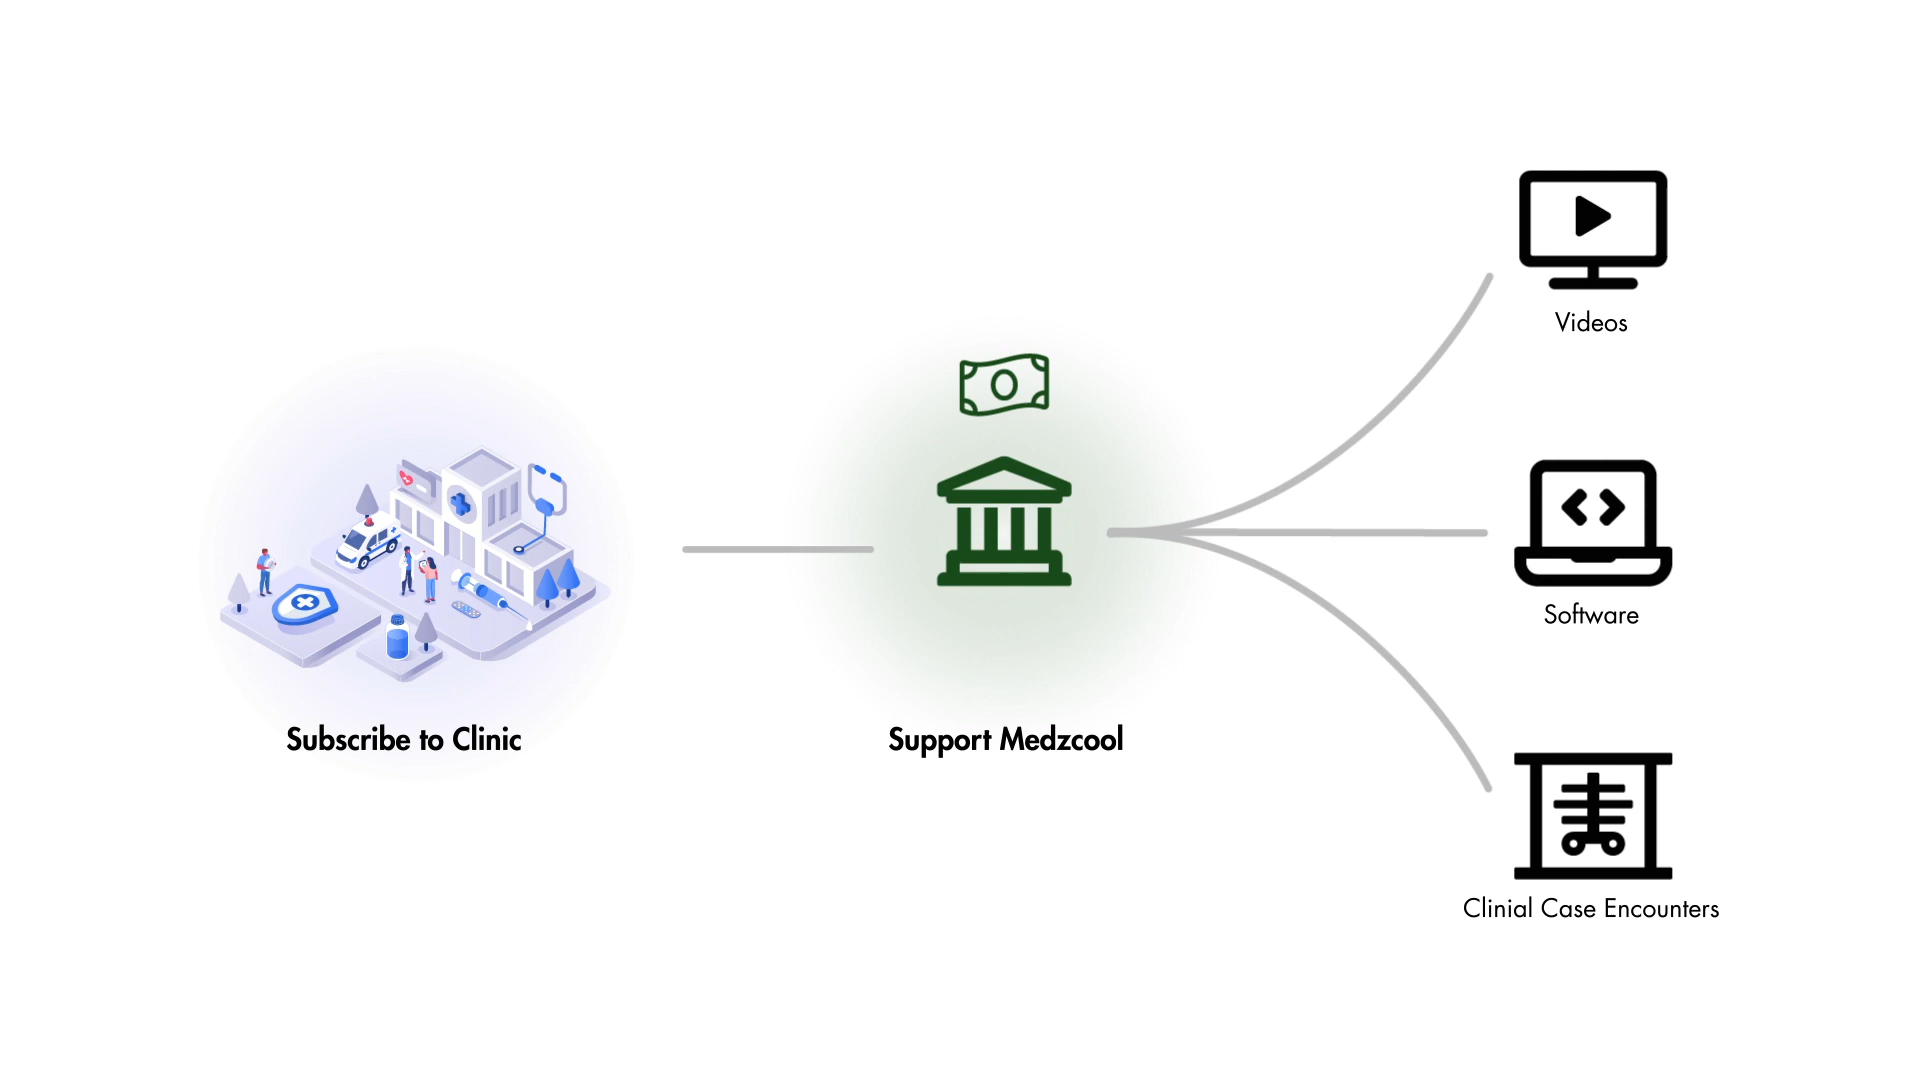 Subscribe to Clinic
Support Medzcool
Videos
Software
Clinial Case Encounters